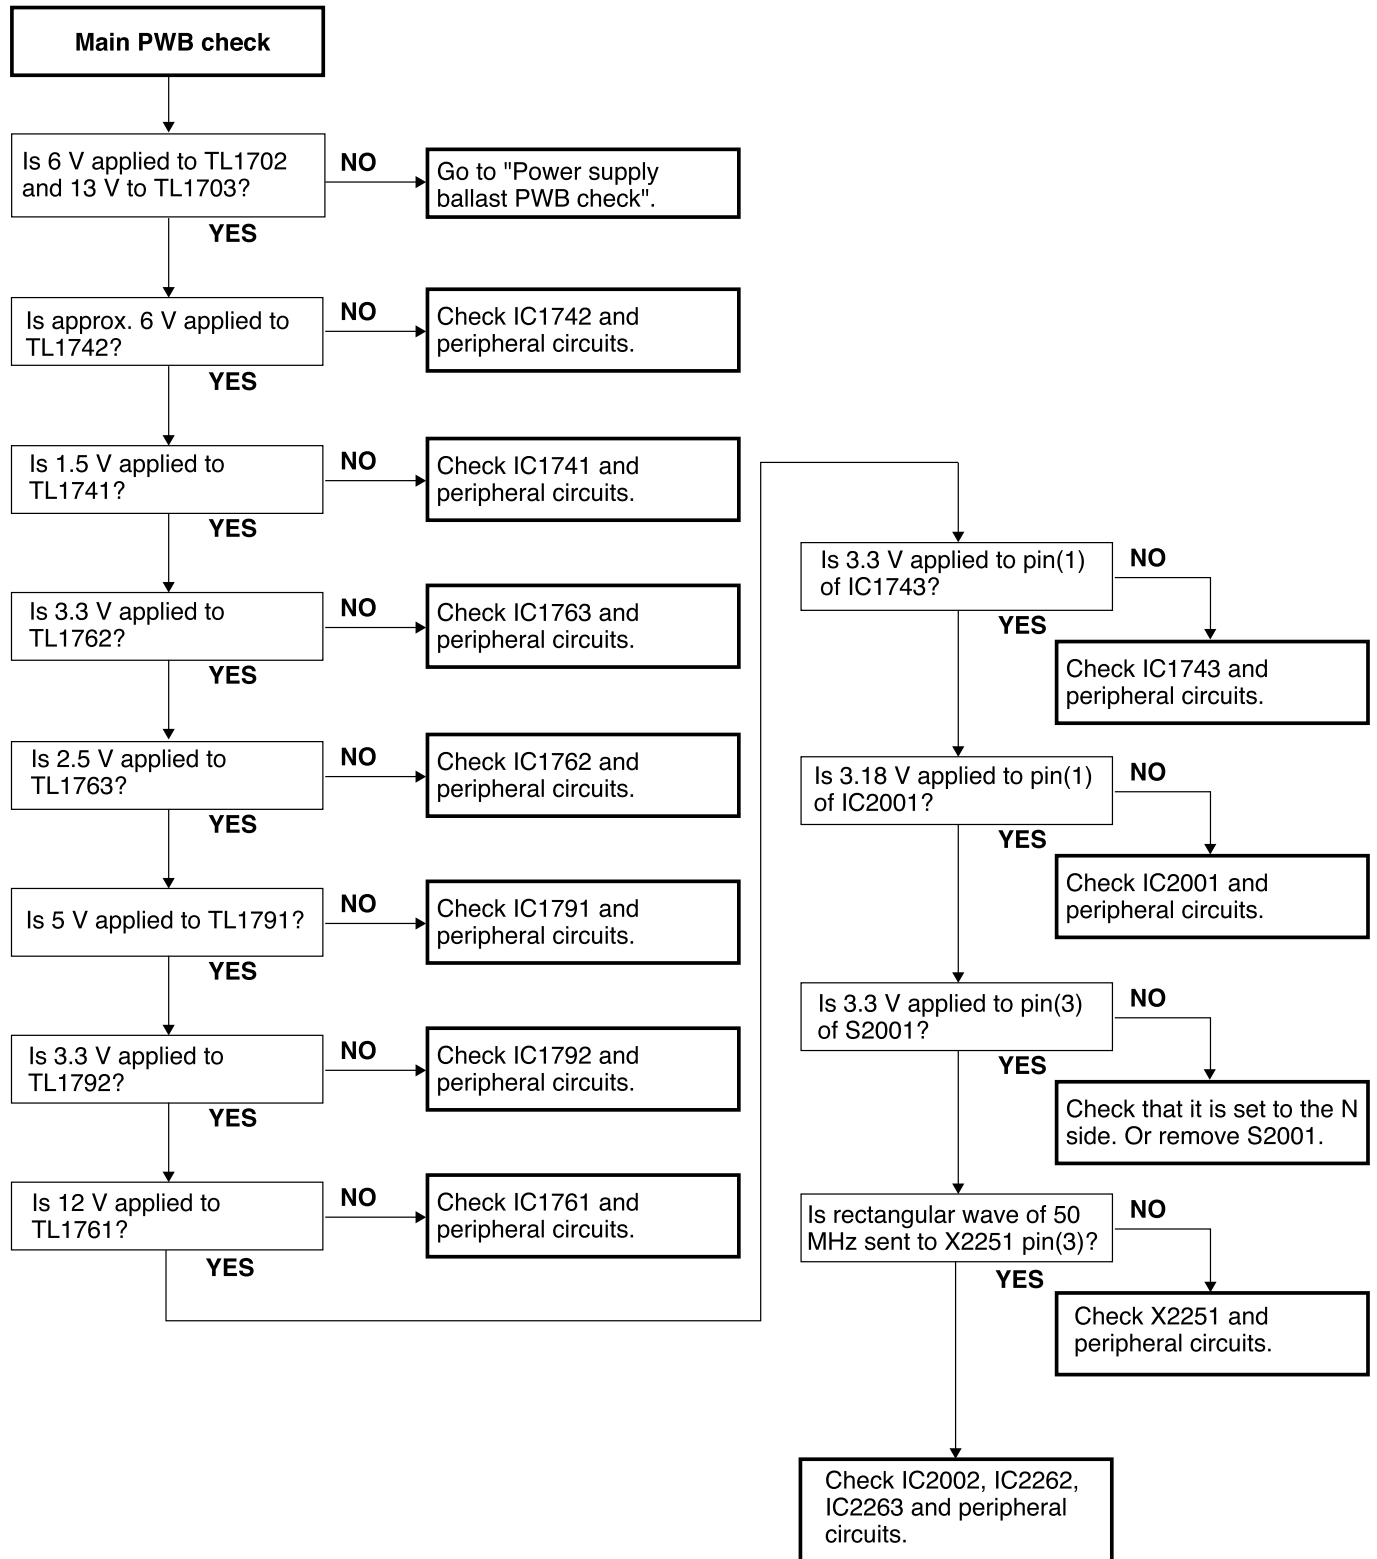 Main PWB check
Is 6 V applied to TL1702
and 13 V to TL1703?
NO
Go to "Power supply
ballast PWB check".
YES
Is approx. 6 V applied to
TL1742?
NO
Check IC1742 and
peripheral circuits.
YES
Is 1.5 V applied to
TL1741?
NO
Check IC1741 and
peripheral circuits.
YES
Is 3.3 V applied to
TL1762?
NO
Check IC1763 and
peripheral circuits.
YES
Is 2.5 V applied to
TL1763?
NO
Check IC1762 and
peripheral circuits.
YES
Is 5 V applied to TL1791?
NO
Check IC1791 and
peripheral circuits.
YES
Is 3.3 V applied to
TL1792?
NO
Check IC1792 and
peripheral circuits.
YES
Is 12 V applied to
TL1761?
NO
Check IC1761 and
peripheral circuits.
YES
Is 3.3 V applied to pin(1)
of IC1743?
NO
YES
Check IC1743 and
peripheral circuits.
Is 3.18 V applied to pin(1)
of IC2001?
NO
YES
Check IC2001 and
peripheral circuits.
Is 3.3 V applied to pin(3)
of S2001?
NO
YES
Check that it is set to the N
side. Or remove S2001.
Is rectangular wave of 50
MHz sent to X2251 pin(3)?
NO
YES
Check X2251 and
peripheral circuits.
Check IC2002, IC2262,
IC2263 and peripheral
circuits.